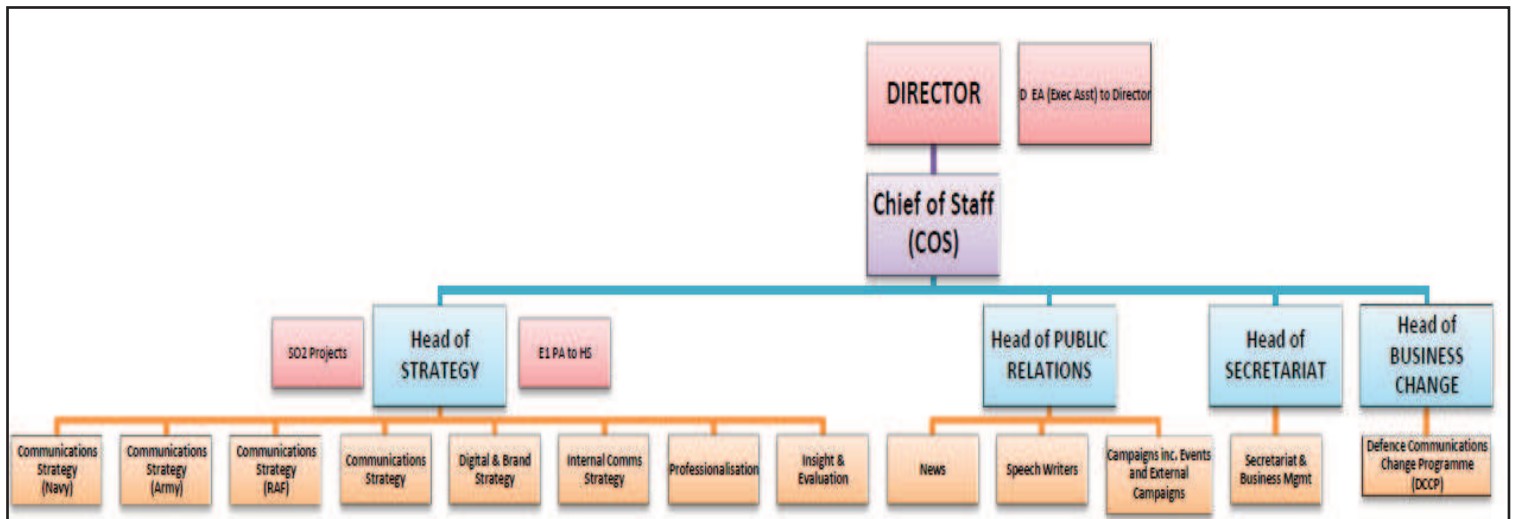 DIRECTOR
D EA (Exec Asst) to Director
Chief of Staff
(COS)
SO2 Projects
Head of
STRATEGY
E1 PA to HS
Head of PUBLIC
RELATIONS
Head of
SECRETARIAT
Head of
BUSINESS
CHANGE
Communications
Strategy
(Navy)
Communications
Strategy
(Army)
Communications
Strategy
(RAF)
Communications
Strategy
Digital & Brand
Strategy
Internal Comms
Strategy
Professionalisation
Insight &
Evaluation
News
Speech Writers
Campaigns inc. Events
and External
Campaigns
Secretariat &
Business Mgmt
Defence Communications
Change Programme
(DCCP)